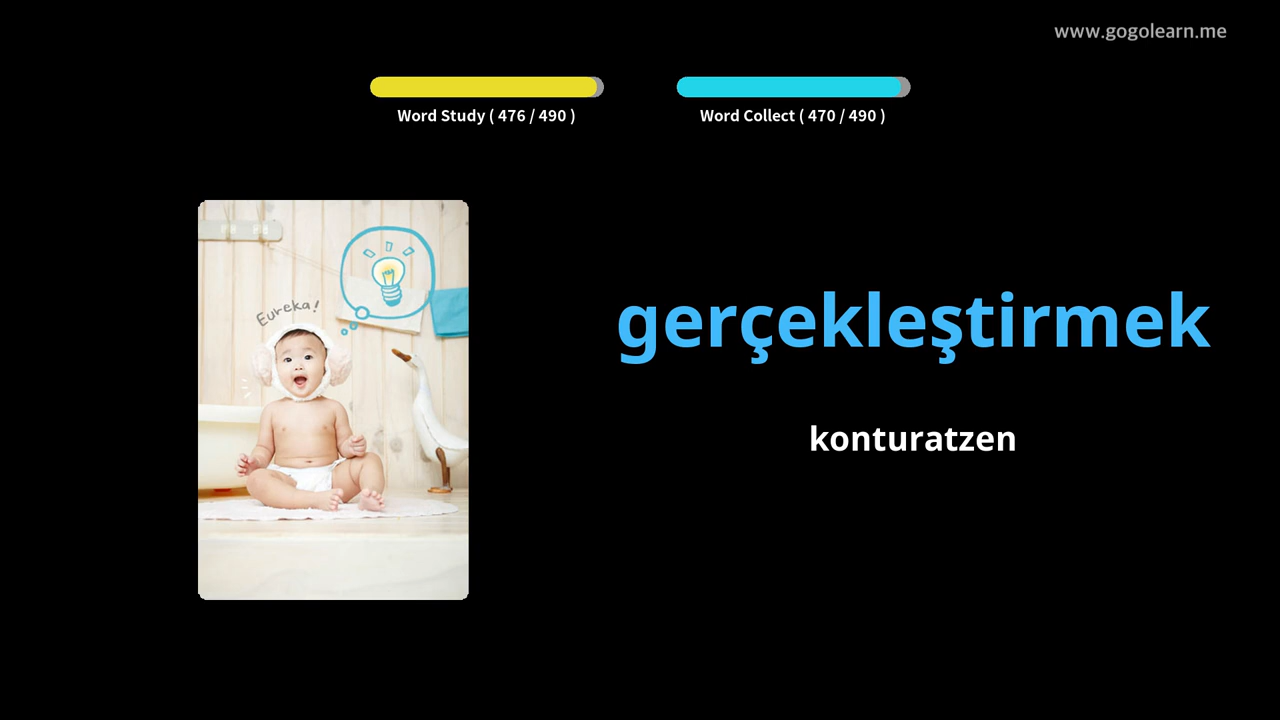 www.gogolearn.me
Word Study ( 476 / 490 )
Word Collect ( 470 / 490 )
Eureka!
gerçekleştirmek
konturatzen